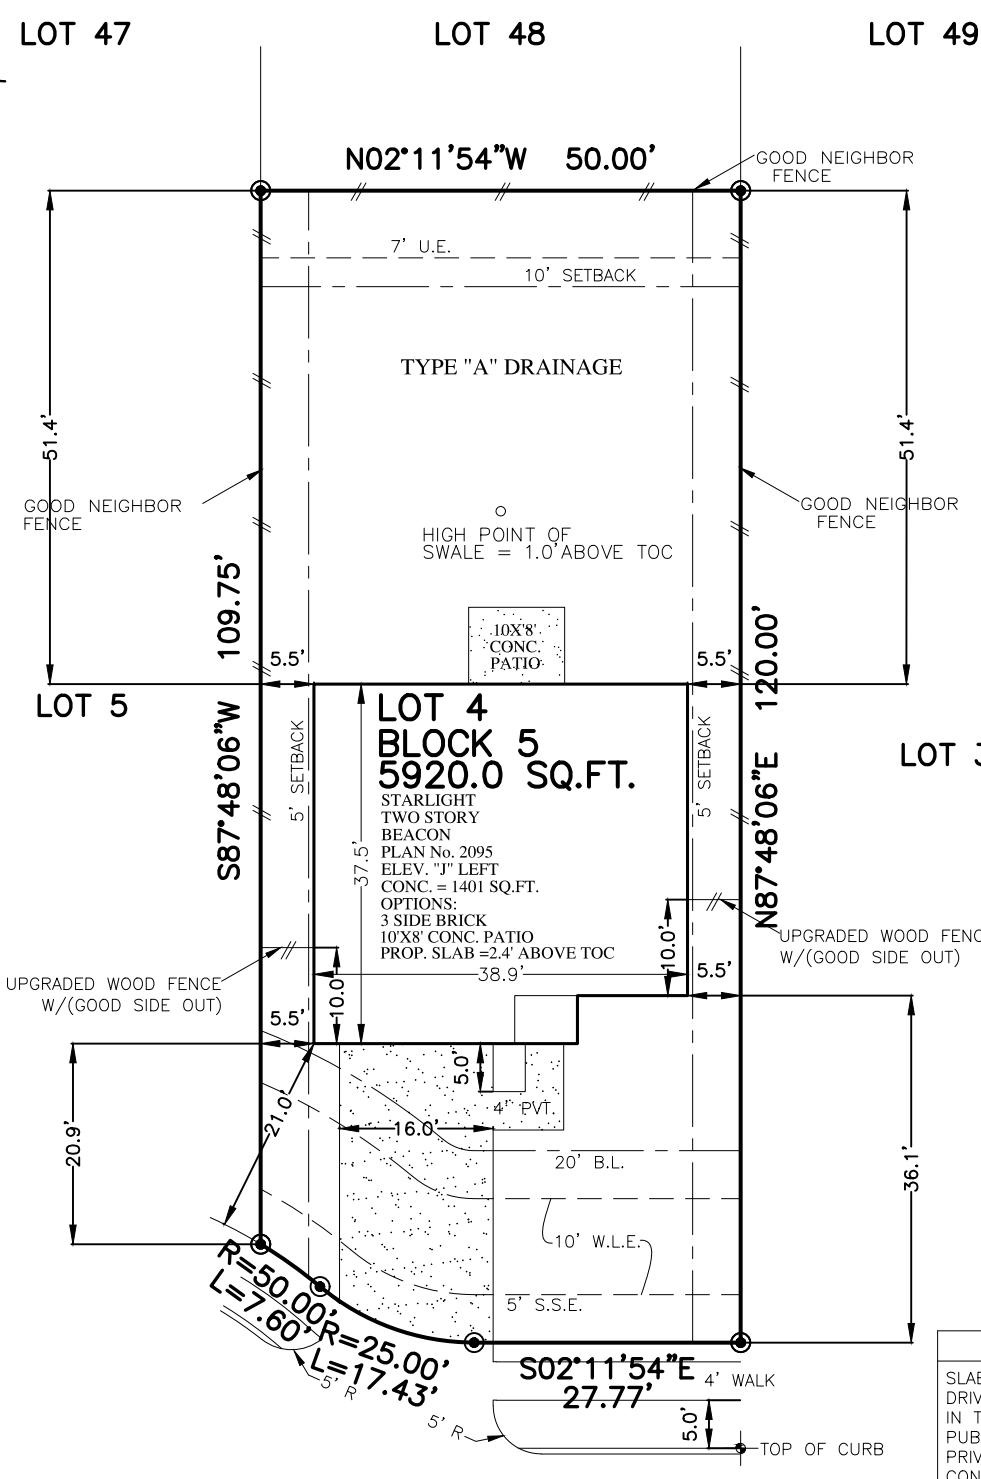 LOT 47
LOT 48
LOT 49
N02°11'54"W 50.00'
GOOD NEIGHBOR
FENCE
7' U.E.
10' SETBACK
TYPE "A" DRAINAGE
51.4'
51.4'
GOOD NEIGHBOR
FENCE
GOOD NEIGHBOR
FENCE
HIGH POINT OF
SWALE = 1.0'ABOVE TOC
S87°48'06"W 109.75'
N87°48'06"E 120.00'
10X'8'
CONC.
PATIO
5.5'
5.5'
LOT 5
LOT 4
BLOCK 5
5920.0 SQ.FT.
LOT
5' SETBACK
5' SETBACK
STARLIGHT
TWO STORY
BEACON
PLAN No. 2095
ELEV. "J" LEFT
CONC. = 1401 SQ.FT.
OPTIONS:
3 SIDE BRICK
10'X8' CONC. PATIO
PROP. SLAB =2.4' ABOVE TOC
37.5'
38.9'
10.0'
10.0'
UPGRADED WOOD
W/(GOOD SIDE OUT)
UPGRADED WOOD FENCE
W/(GOOD SIDE OUT)
5.5'
5.5'
21.0'
20.9'
5.0'
4' PVT.
16.0'
20' B.L.
36.1'
10' W.L.E.
5' S.S.E.
R=50.00'
L=7.60'
R=25.00'
L=17.43'
S02°11'54"E
27.77'
4' WALK
5' R
5' R
5.0'
TOP OF CURB
IN